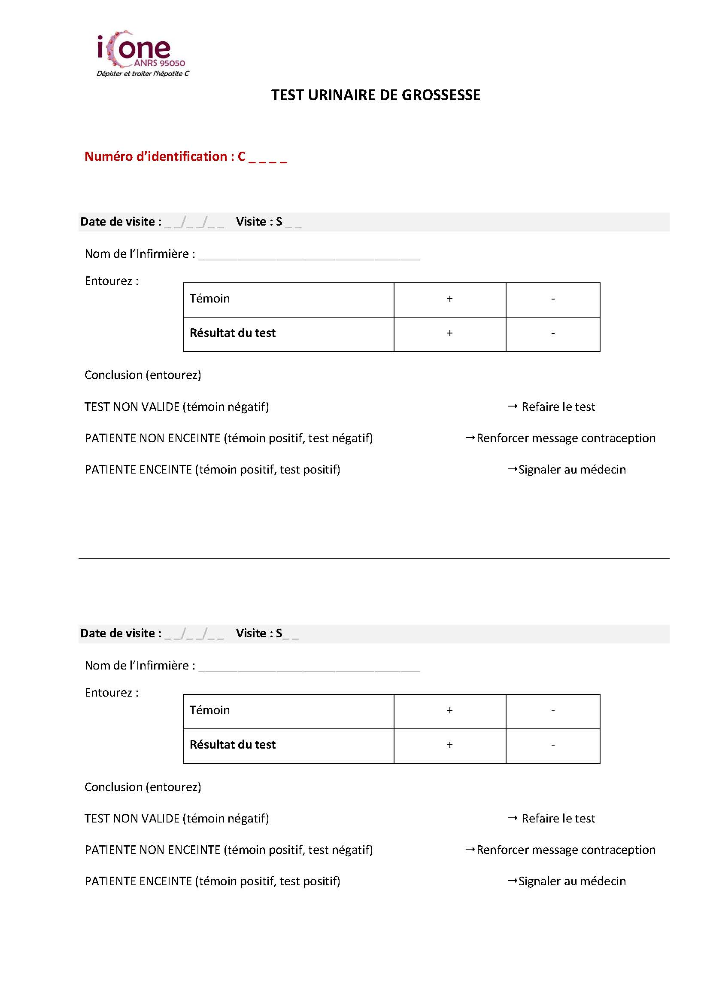 iCone
ANRS 95050
Dépister et traiter l'hépatite C
TEST URINAIRE DE GROSSESSE
Numéro d'identification : C _ _ _ _
Date de visite : _ _/_ _/_ _ Visite : S _ _
Nom de l'Infirmière : __________________________________
Entourez :
Témoin + -
Résultat du test + -
Conclusion (entourez)
TEST NON VALIDE (témoin négatif) → Refaire le test
PATIENTE NON ENCEINTE (témoin positif, test négatif) →Renforcer message contraception
PATIENTE ENCEINTE (témoin positif, test positif) →Signaler au médecin
Date de visite : _ _/_ _/_ _ Visite : S_ _
Nom de l'Infirmière : __________________________________
Entourez :
Témoin + -
Résultat du test + -
Conclusion (entourez)
TEST NON VALIDE (témoin négatif) → Refaire le test
PATIENTE NON ENCEINTE (témoin positif, test négatif) →Renforcer message contraception
PATIENTE ENCEINTE (témoin positif, test positif) →Signaler au médecin